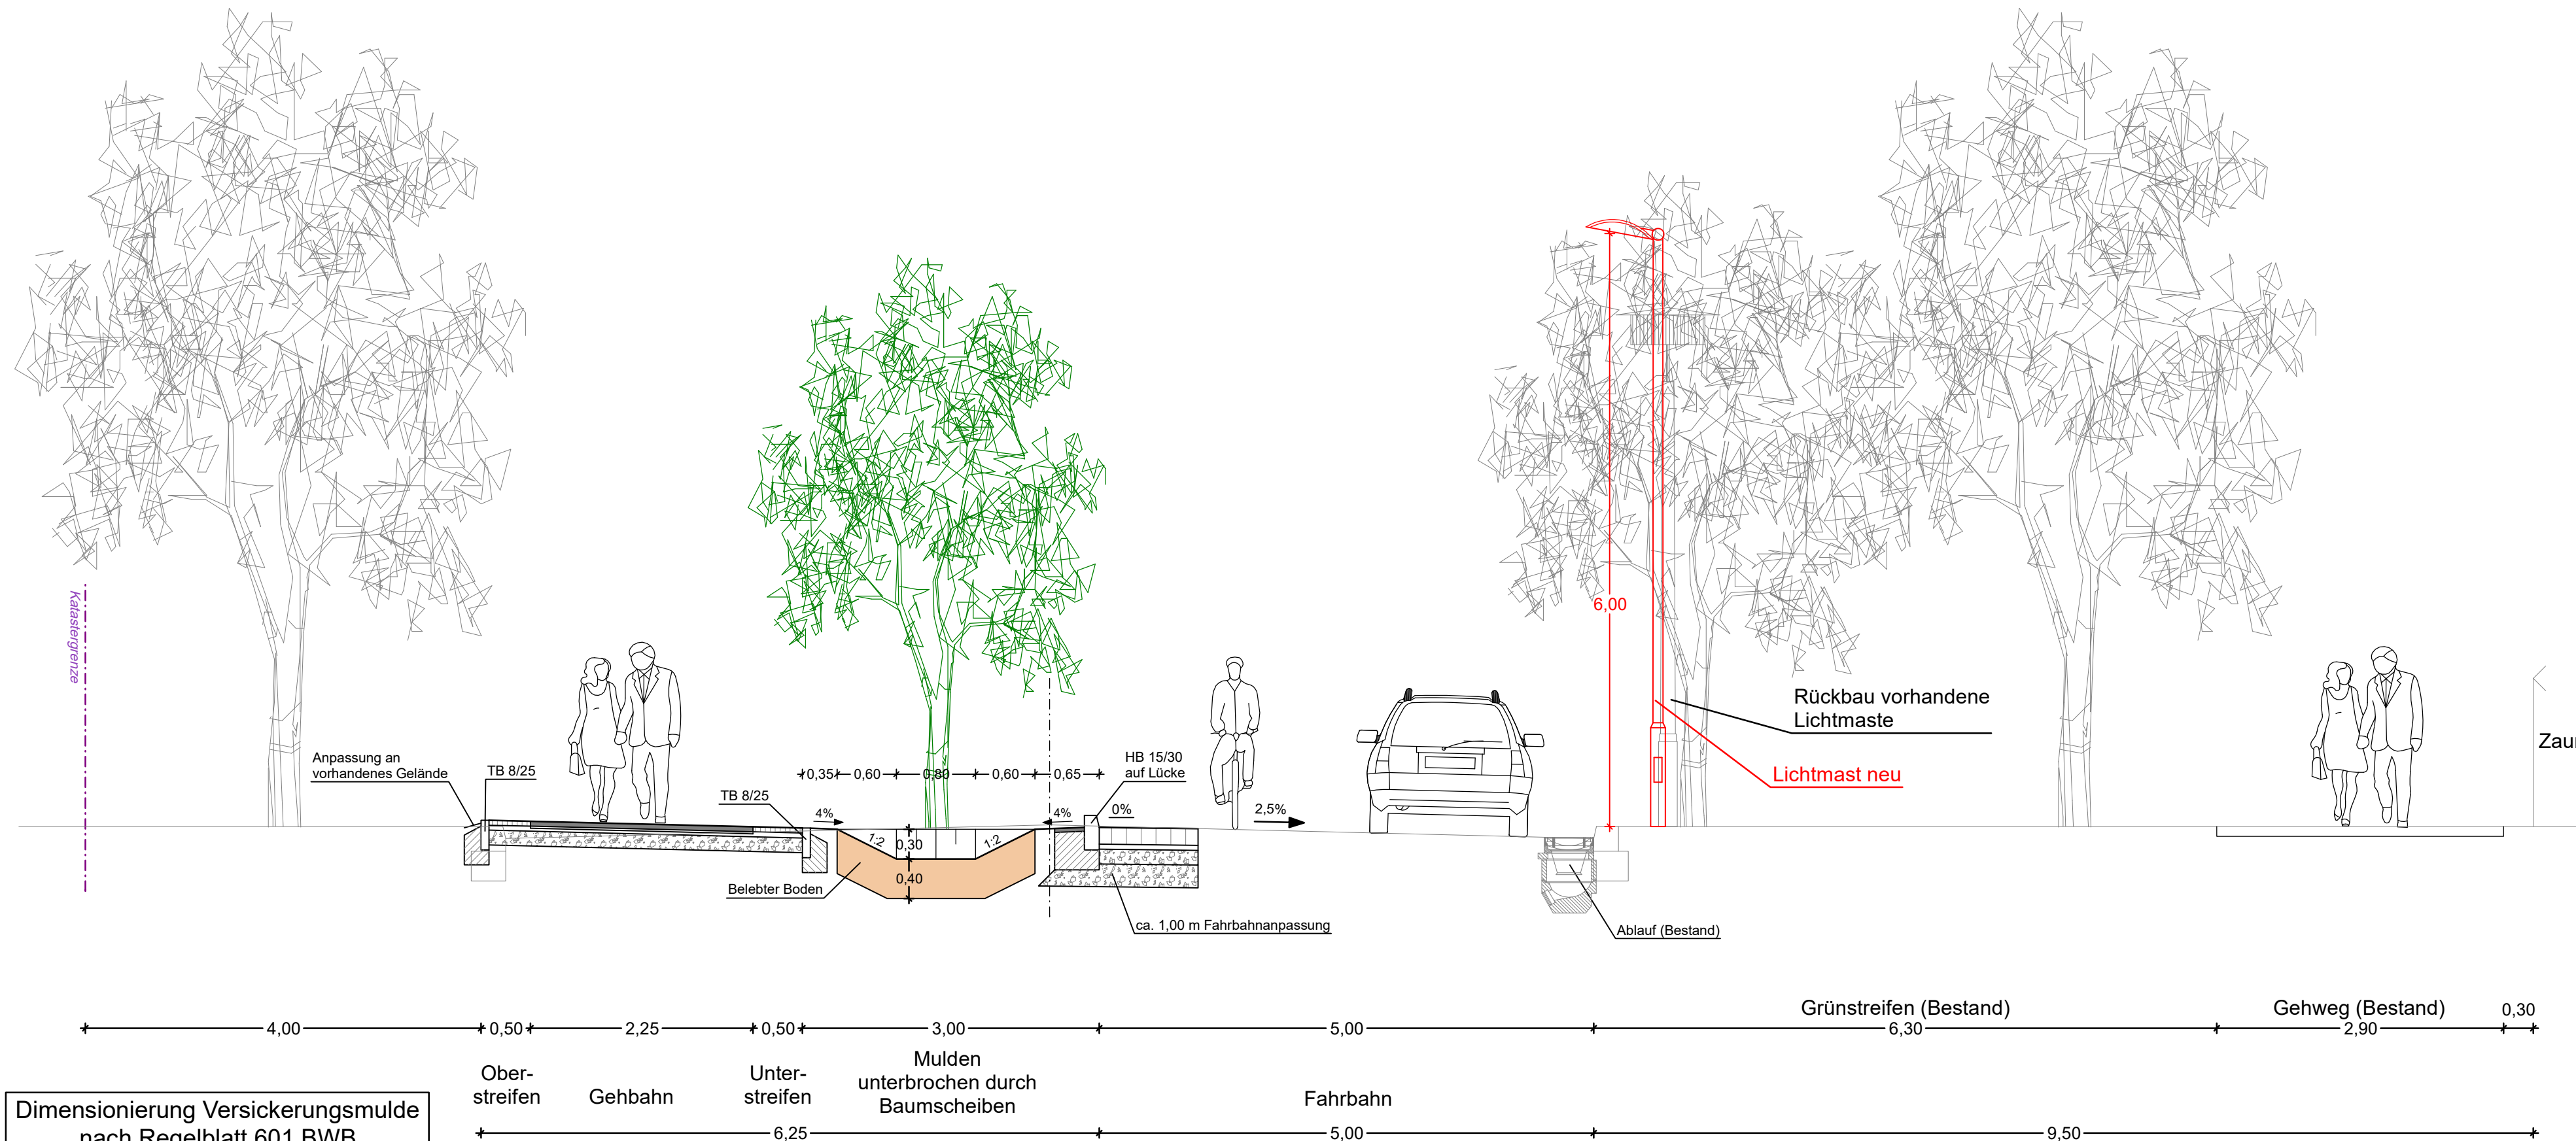 Katastergrenze
6,00
Rückbau vorhandene
Lichtmaste
Lichtmast neu
Anpassung an
vorhandenes Gelände
TB 8/25
TB 8/25
0,35 0,60 0,80 0,60 0,65
HB 15/30
auf Lücke
4% 4% 0% 2,5%
1:2 0,30 1:2
0,40
Belebter Boden
ca. 1,00 m Fahrbahnanpassung
Ablauf (Bestand)
Grünstreifen (Bestand) Gehweg (Bestand) 0,30
4,00 0,50 2,25 0,50 3,00 5,00 6,30 2,90
Ober-
streifen
Gehbahn
Unter-
streifen
Mulden
unterbrochen durch
Baumscheiben
Fahrbahn
6,25 5,00 9,50
Dimensionierung Versickerungsmulde
nach Regelblatt 601 BWB